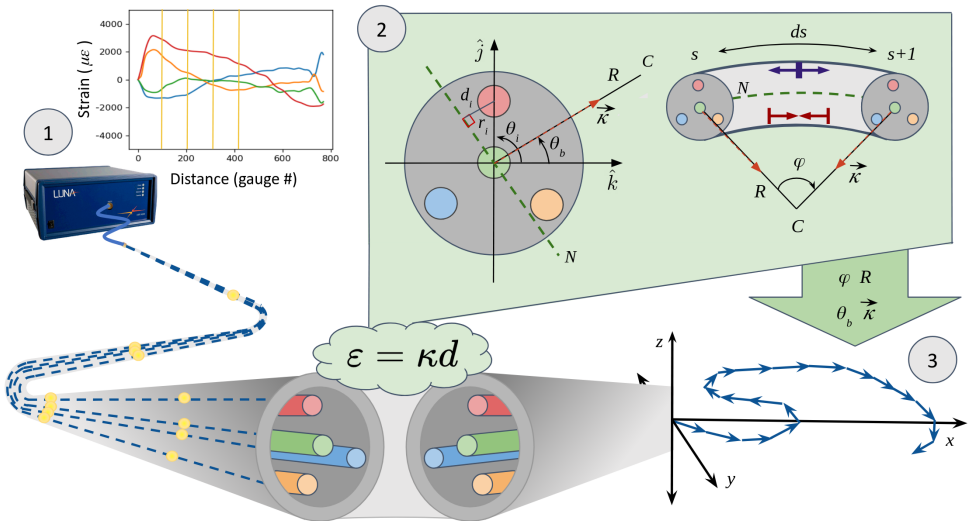 1
4000
2000
0
−2000
−4000
Strain ( με )
0 200 400 600 800
Distance (gauge #)
LUNA
2
ĵ
R
C
d_i
r_i
θ_i
κ⃗
θ_b
k̂
N
ds
s
s+1
N
R
φ
κ⃗
C
φ R
θ_b κ⃗
ε = κd
3
z
x
y